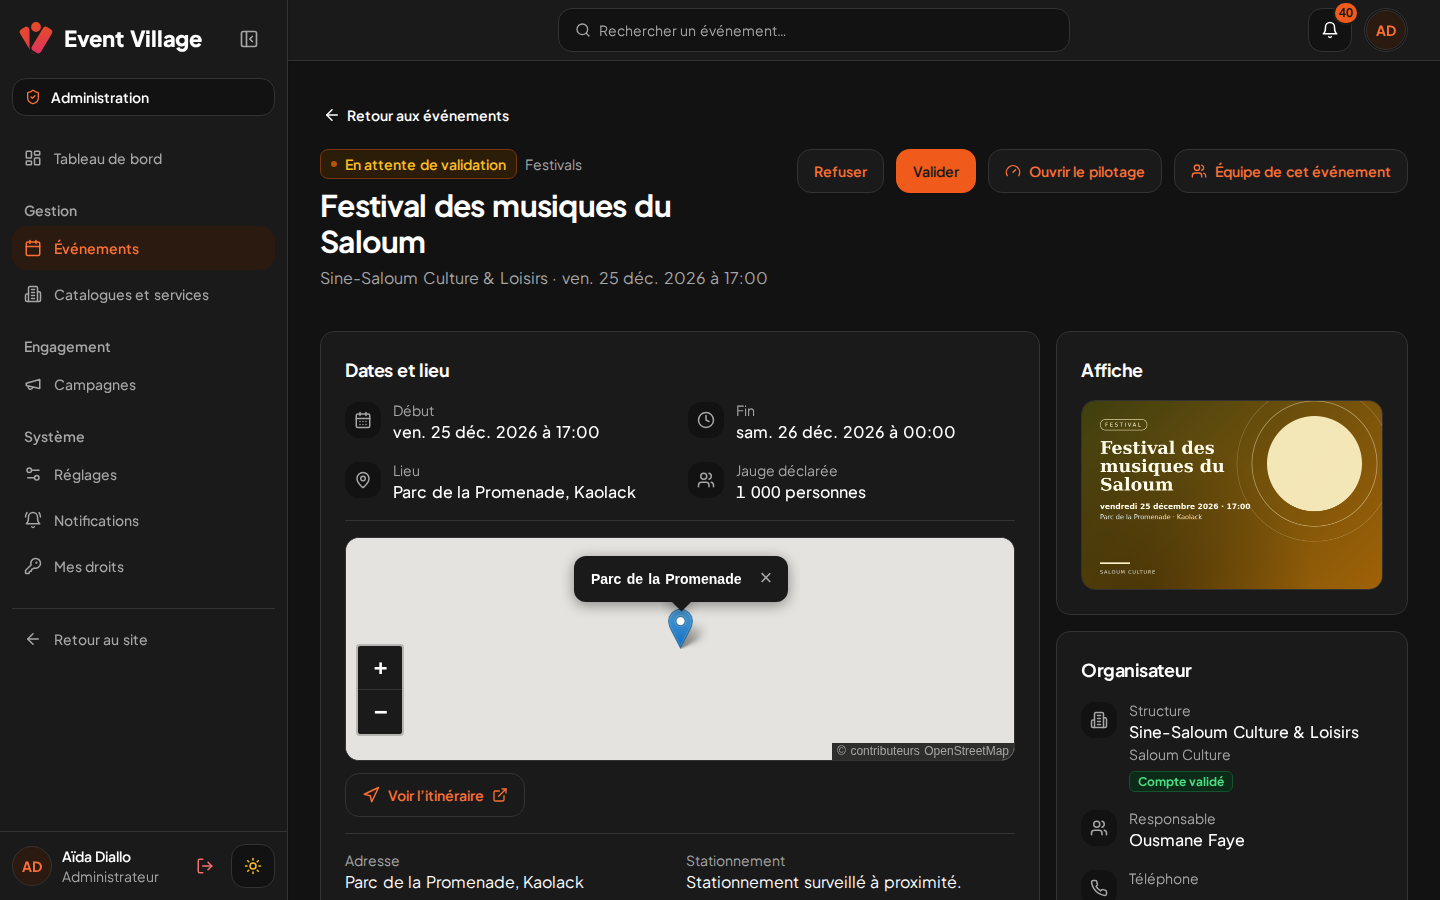 Event Village
Rechercher un événement...
40
AD
Administration
Tableau de bord
Gestion
Événements
Catalogues et services
Engagement
Campagnes
Système
Réglages
Notifications
Mes droits
Retour au site
AD
Aïda Diallo
Administrateur
Retour aux événements
En attente de validation
Festivals
Refuser
Valider
Ouvrir le pilotage
Équipe de cet événement
Festival des musiques du
Saloum
Sine-Saloum Culture & Loisirs · ven. 25 déc. 2026 à 17:00
Dates et lieu
Début
ven. 25 déc. 2026 à 17:00
Fin
sam. 26 déc. 2026 à 00:00
Lieu
Parc de la Promenade, Kaolack
Jauge déclarée
1 000 personnes
Parc de la Promenade
×
+
−
© contributeurs OpenStreetMap
Voir l'itinéraire
Adresse
Parc de la Promenade, Kaolack
Stationnement
Stationnement surveillé à proximité.
Affiche
FESTIVAL
Festival des
musiques du
Saloum
vendredi 25 décembre 2026 · 17:00
Parc de la Promenade · Kaolack
SALOUM CULTURE
Organisateur
Structure
Sine-Saloum Culture & Loisirs
Saloum Culture
Compte validé
Responsable
Ousmane Faye
Téléphone